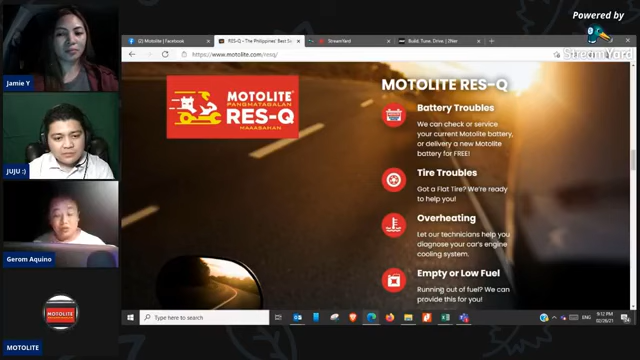 Powered by
StreamYard
Jamie Y
JUJU :)
Gerom Aquino
MOTOLITE
MOTOLITE
(2) Motolite | Facebook
RES-Q - The Philippines' Best Se
StreamYard
Build. Tune. Drive.
https://www.motolite.com/resq/
MOTOLITE
PANGHATABALAN
RES-Q
MAAASAHAN
MOTOLITE RES-Q
Battery Troubles
We can check or service
your current Motolite battery,
or delivery a new Motolite
battery for FREE!
Tire Troubles
Got a Flat Tire? We're ready
to help you!
Overheating
Let our technicians help you
diagnose your car's engine
cooling system.
Empty or Low Fuel
Running out of fuel? We can
provide this for you!
Type here to search
ENG
9:12 PM
02/26/21